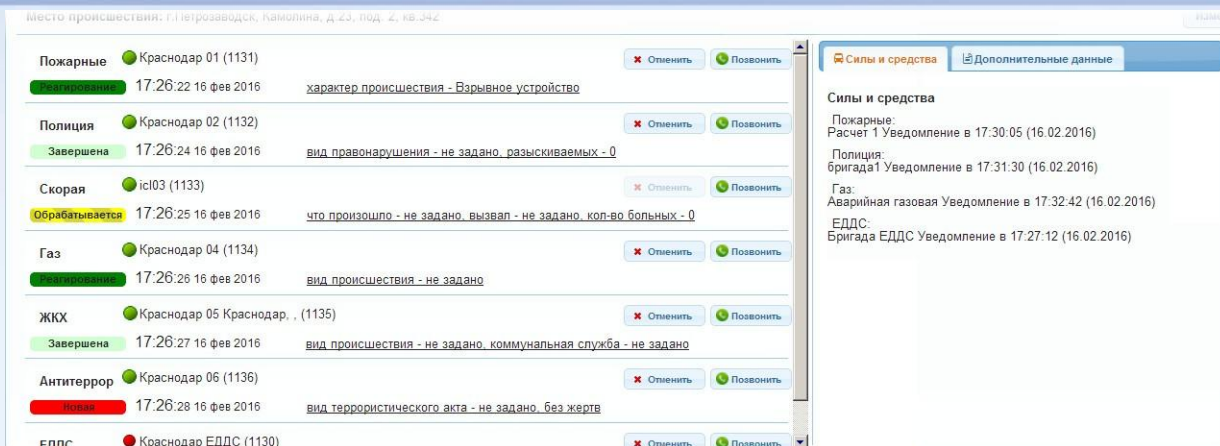 Место происшествия: г.Петрозаводск, Камолина, д.23, под. 2, кв.342
Пожарные Краснодар 01 (1131) Отменить Позвонить
Реагирование 17:26:22 16 фев 2016 характер происшествия - Взрывное устройство
Полиция Краснодар 02 (1132) Отменить Позвонить
Завершена 17:26:24 16 фев 2016 вид правонарушения - не задано, разыскиваемых - 0
Скорая icl03 (1133) Отменить Позвонить
Обрабатывается 17:26:25 16 фев 2016 что произошло - не задано, вызвал - не задано, кол-во больных - 0
Газ Краснодар 04 (1134) Отменить Позвонить
Реагирование 17:26:26 16 фев 2016 вид происшествия - не задано
ЖКХ Краснодар 05 Краснодар, , (1135) Отменить Позвонить
Завершена 17:26:27 16 фев 2016 вид происшествия - не задано, коммунальная служба - не задано
Антитеррор Краснодар 06 (1136) Отменить Позвонить
Новая 17:26:28 16 фев 2016 вид террористического акта - не задано, без жертв
ЕДДС Краснодар ЕДДС (1130) Отменить Позвонить
Силы и средства Дополнительные данные
Силы и средства
Пожарные:
Расчет 1 Уведомление в 17:30:05 (16.02.2016)
Полиция:
бригада1 Уведомление в 17:31:30 (16.02.2016)
Газ:
Аварийная газовая Уведомление в 17:32:42 (16.02.2016)
ЕДДС:
Бригада ЕДДС Уведомление в 17:27:12 (16.02.2016)